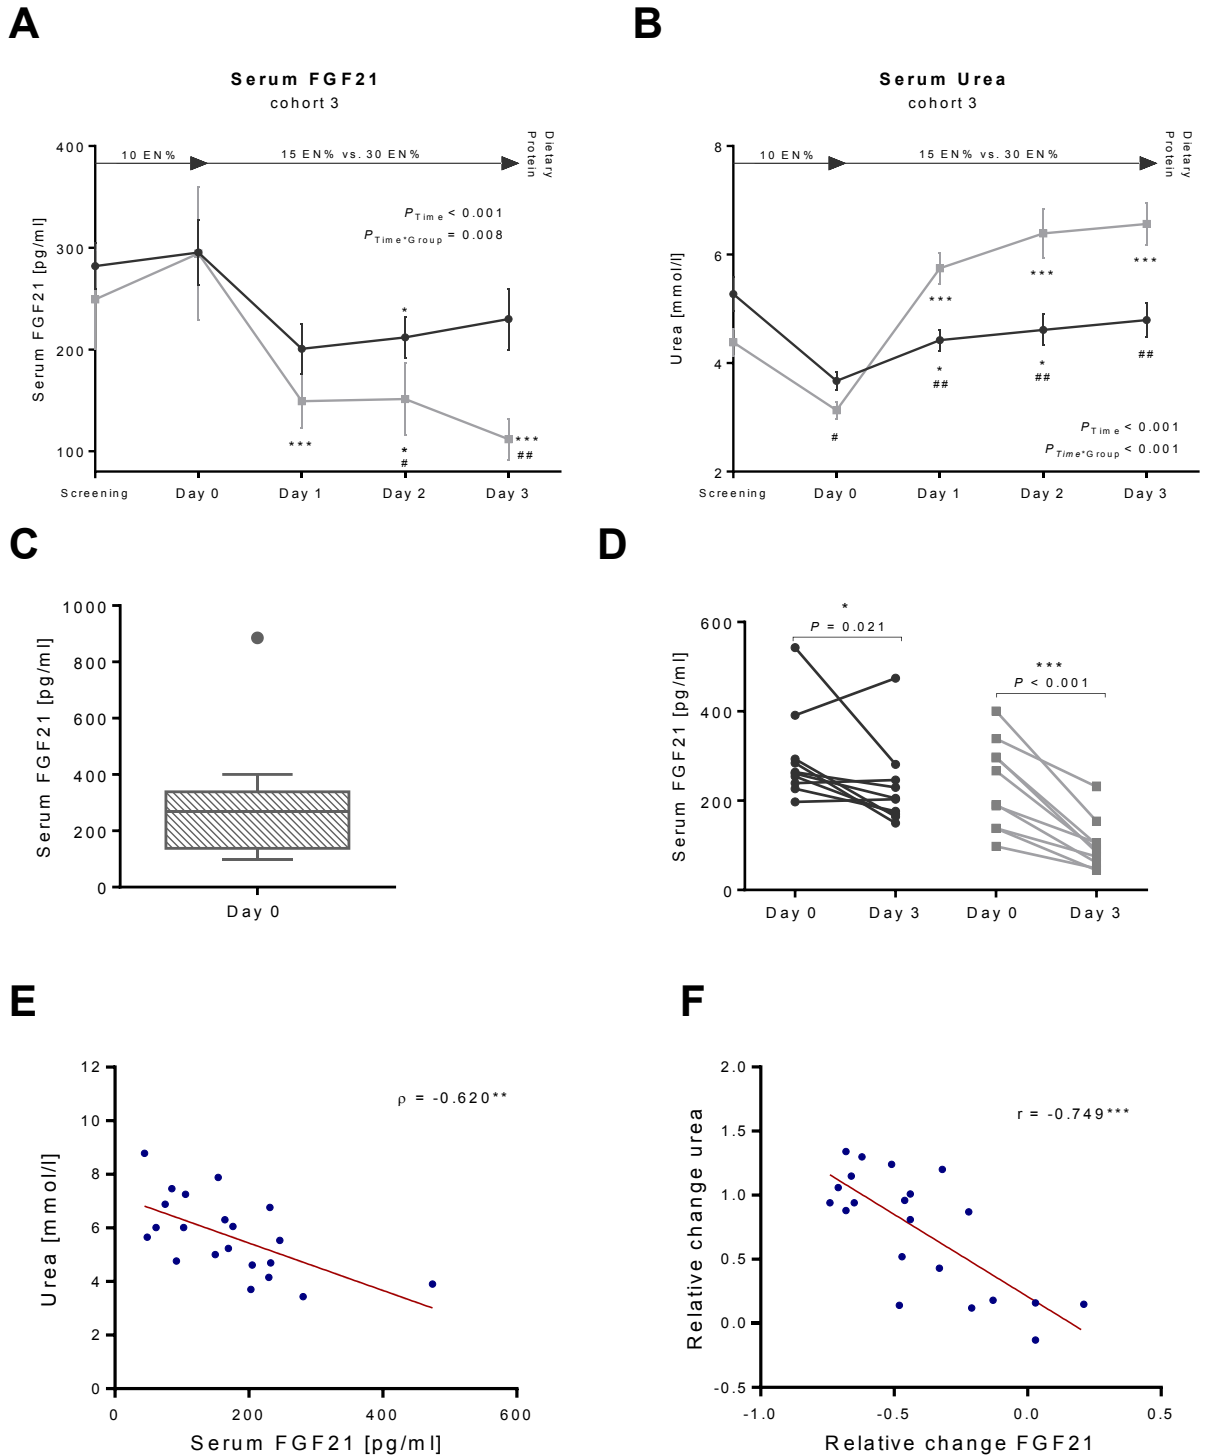 A
Serum FGF21
cohort 3
Serum FGF21 [pg/ml]
400
300
200
100
10 EN%
15 EN% vs. 30 EN%
Dietary
Protein
P Time < 0.001
P Time*Group = 0.008
*
***
*
#
***
##
Screening
Day 0
Day 1
Day 2
Day 3
B
Serum Urea
cohort 3
Urea [mmol/l]
8
6
4
2
10 EN%
15 EN% vs. 30 EN%
Dietary
Protein
***
***
***
#
*
##
*
##
##
P Time < 0.001
P Time*Group < 0.001
Screening
Day 0
Day 1
Day 2
Day 3
C
Serum FGF21 [pg/ml]
1000
800
600
400
200
0
Day 0
D
Serum FGF21 [pg/ml]
600
400
200
0
*
P = 0.021
***
P < 0.001
Day 0
Day 3
Day 0
Day 3
E
Urea [mmol/l]
12
10
8
6
4
2
0
ρ = -0.620**
0
200
400
600
Serum FGF21 [pg/ml]
F
Relative change urea
2.0
1.5
1.0
0.5
0.0
-0.5
r = -0.749***
-1.0
-0.5
0.0
0.5
Relative change FGF21